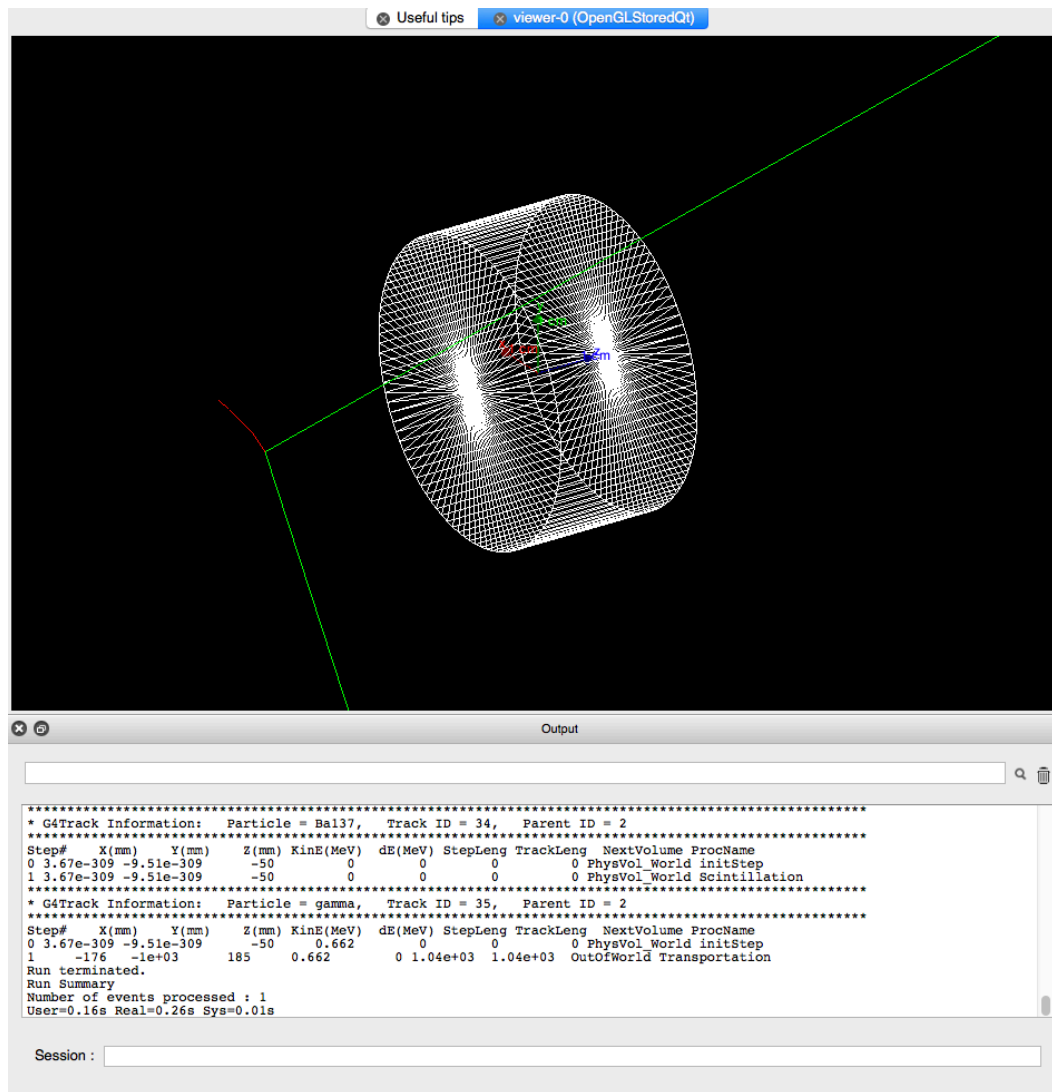 Useful tips
viewer-0 (OpenGLStoredQt)
Output
***********************************************************************************************************
* G4Track Information:   Particle = Ba137,   Track ID = 34,   Parent ID = 2
***********************************************************************************************************
Step#    X(mm)    Y(mm)    Z(mm) KinE(MeV)  dE(MeV) StepLeng TrackLeng  NextVolume ProcName
0 3.67e-309 -9.51e-309      -50        0        0        0         0 PhysVol_World initStep
1 3.67e-309 -9.51e-309      -50        0        0        0         0 PhysVol_World Scintillation
***********************************************************************************************************
* G4Track Information:   Particle = gamma,   Track ID = 35,   Parent ID = 2
***********************************************************************************************************
Step#    X(mm)    Y(mm)    Z(mm) KinE(MeV)  dE(MeV) StepLeng TrackLeng  NextVolume ProcName
0 3.67e-309 -9.51e-309      -50    0.662        0        0         0 PhysVol_World initStep
1     -176   -1e+03      185    0.662        0 1.04e+03  1.04e+03  OutOfWorld Transportation
Run terminated.
Run Summary
Number of events processed : 1
User=0.16s Real=0.26s Sys=0.01s
Session :